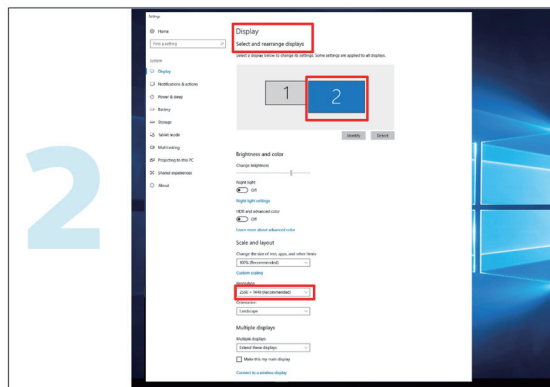 2
Settings
Home
Find a setting
System
Display
Notifications & actions
Power & sleep
Battery
Storage
Tablet mode
Multitasking
Projecting to this PC
Shared experiences
About
Display
Select and rearrange displays
Select a display below to change its settings. Some settings are applied to all displays.
1
2
Identify
Detect
Brightness and color
Change brightness
Night light
Off
Night light settings
HDR and advanced color
Off
Learn more about advanced color
Scale and layout
Change the size of text, apps, and other items
100% (Recommended)
Custom scaling
Resolution
(Recommended)
Orientation
Landscape
Multiple displays
Multiple displays
Extend these displays
Make this my main display
Connect to a wireless display